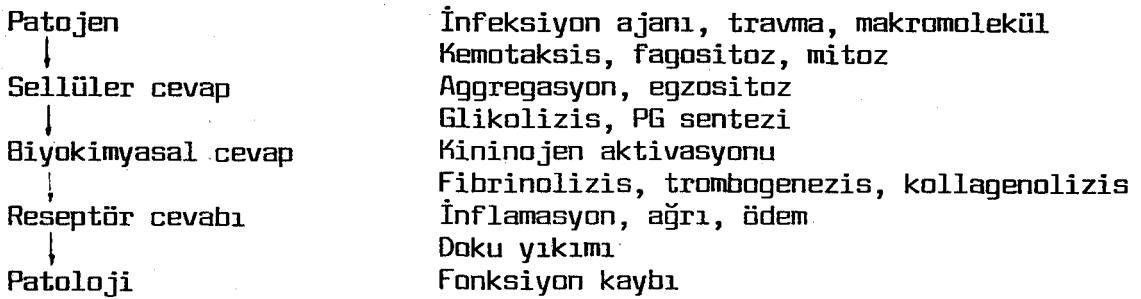 Patojen İnfeksiyon ajanı, travma, makromolekül
Kemotaksis, fagositoz, mitoz
Sellüler cevap Aggregasyon, egzositoz
Glikolizis, PG sentezi
Biyokimyasal cevap Kininojen aktivasyonu
Fibrinolizis, trombogenezis, kollagenolizis
Reseptör cevabı İnflamasyon, ağrı, ödem
Doku yıkımı
Patoloji Fonksiyon kaybı